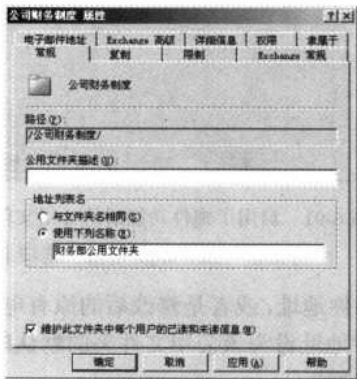 公司财务制度 属性
电子邮件地址 Exchange 高级 详细信息 权限 隶属于
常规 复制 限制 Exchange 常规
公司财务制度
路径(P):
/公司财务制度/
公用文件夹描述(D):
地址列表名
与文件夹名相同(S)
使用下列名称(U):
财务部公用文件夹
维护此文件夹中每个用户的已读和未读信息(M)
确定 取消 应用(A) 帮助